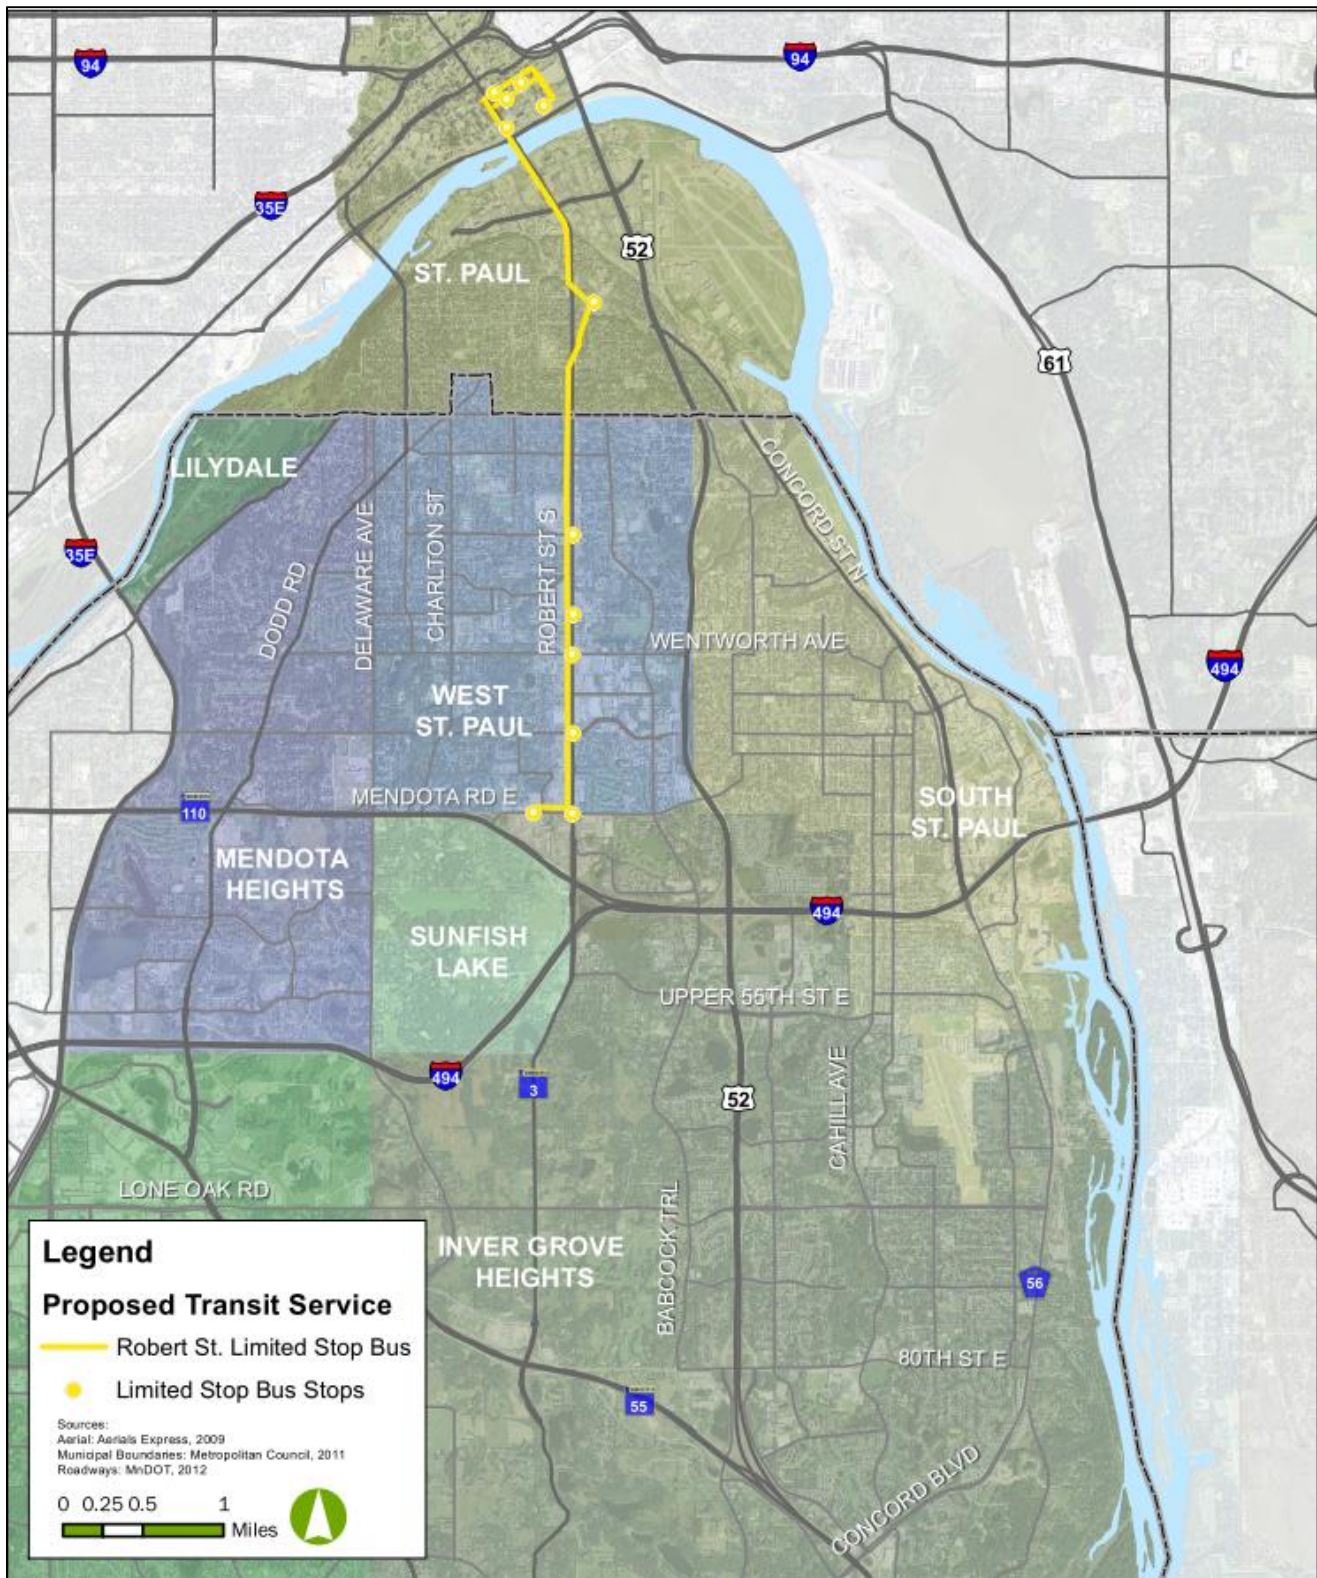 94
94
35E
52
ST. PAUL
61
LILYDALE
CONCORD ST N
35E
DODD RD
DELAWARE AVE
CHARLTON ST
ROBERT ST S
WENTWORTH AVE
494
WEST
ST. PAUL
MENDOTA RD E
110
SOUTH
ST. PAUL
MENDOTA
HEIGHTS
494
SUNFISH
LAKE
UPPER 55TH ST E
494
3
52
CAHILL AVE
LONE OAK RD
BABCOCK TRL
INVER GROVE
HEIGHTS
56
80TH ST E
55
CONCORD BLVD
Legend
Proposed Transit Service
Robert St. Limited Stop Bus
Limited Stop Bus Stops
Sources:
Aerial: Aerials Express, 2009
Municipal Boundaries: Metropolitan Council, 2011
Roadways: MnDOT, 2012
0 0.25 0.5 1
Miles